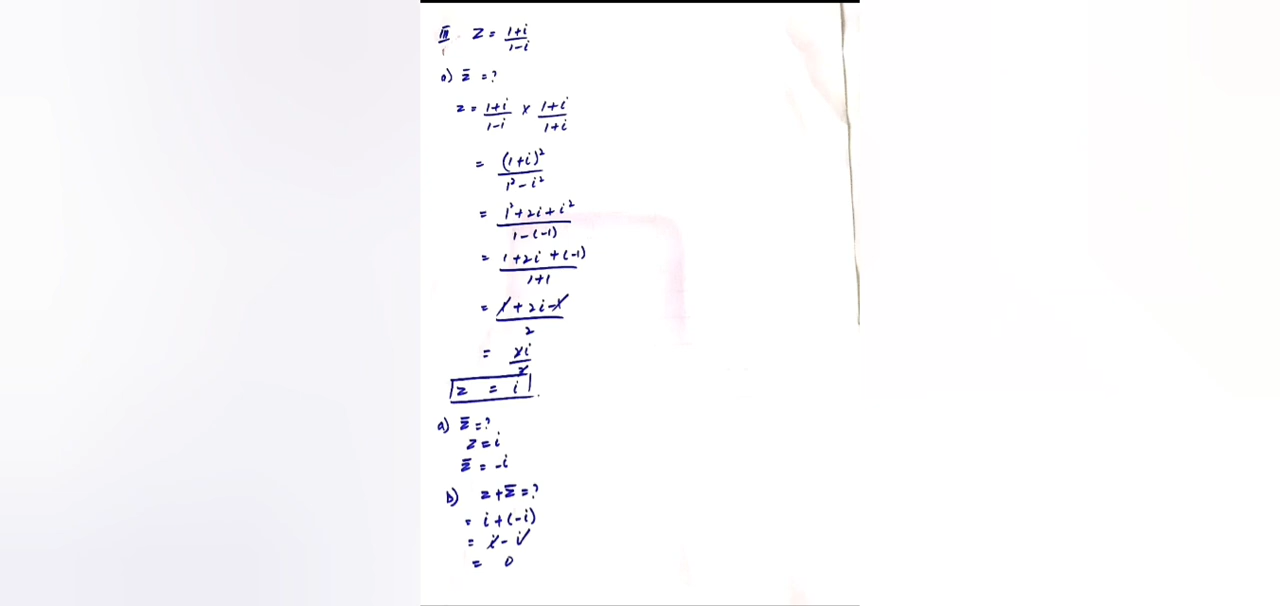 III. z = (1+i)/(1-i)
a) z̄ = ?
z = (1+i)/(1-i) × (1+i)/(1+i)
= (1+i)²/(1²-i²)
= (1²+2i+i²)/(1-(-1))
= (1+2i+(-1))/(1+1)
= (1+2i-1)/2
= 2i/2
z = i
a) z̄ = ?
z = i
z̄ = -i
b) z+z̄ = ?
= i+(-i)
= i-i
= 0